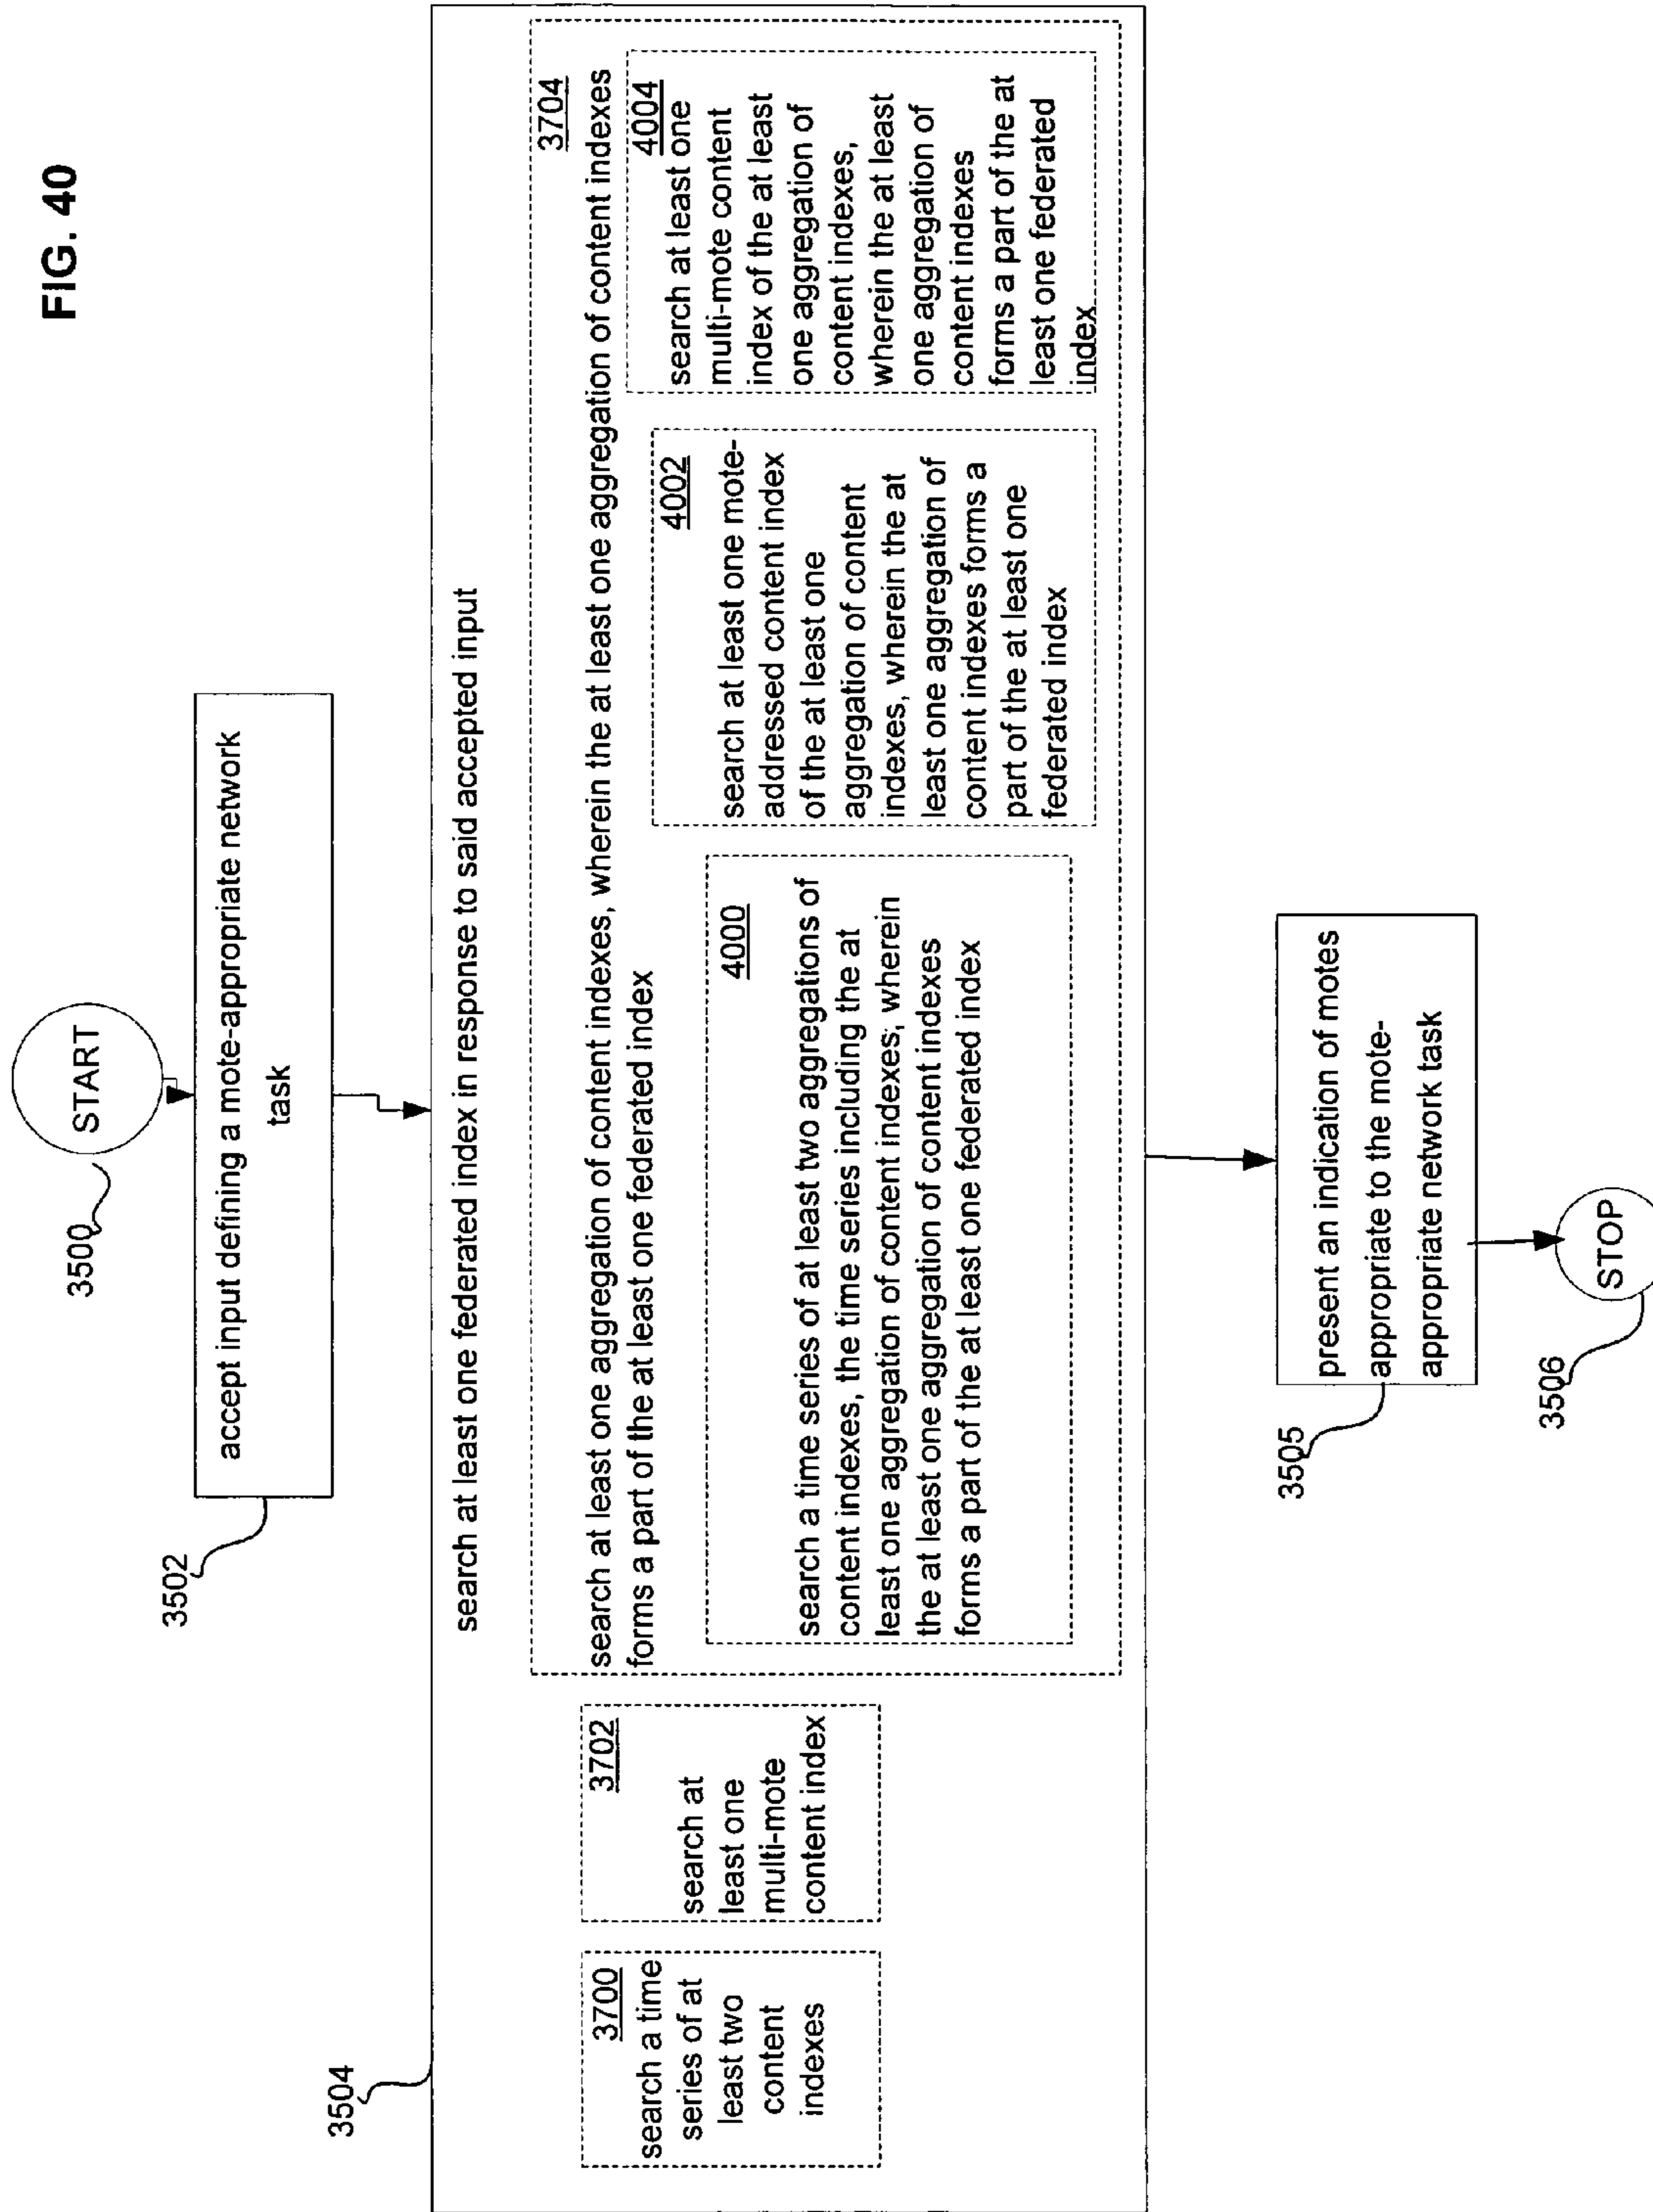 FIG. 40
START
3500
accept input defining a mote-appropriate network
task
3502
3504
search at least one federated index in response to said accepted input
3700
search a time
series of at
least two
content
indexes
3702
search at
least one
multi-mote
content index
3704
search at least one aggregation of content indexes, wherein the at least one aggregation of content indexes
forms a part of the at least one federated index
4000
search a time series of at least two aggregations of
content indexes, the time series including the at
least one aggregation of content indexes, wherein
the at least one aggregation of content indexes
forms a part of the at least one federated index
4002
search at least one mote-
addressed content index
of the at least one
aggregation of content
indexes, wherein the at
least one aggregation of
content indexes forms a
part of the at least one
federated index
4004
search at least one
multi-mote content
index of the at least
one aggregation of
content indexes,
wherein the at least
one aggregation of
content indexes
forms a part of the at
least one federated
index
present an indication of motes
appropriate to the mote-
appropriate network task
3505
STOP
3506